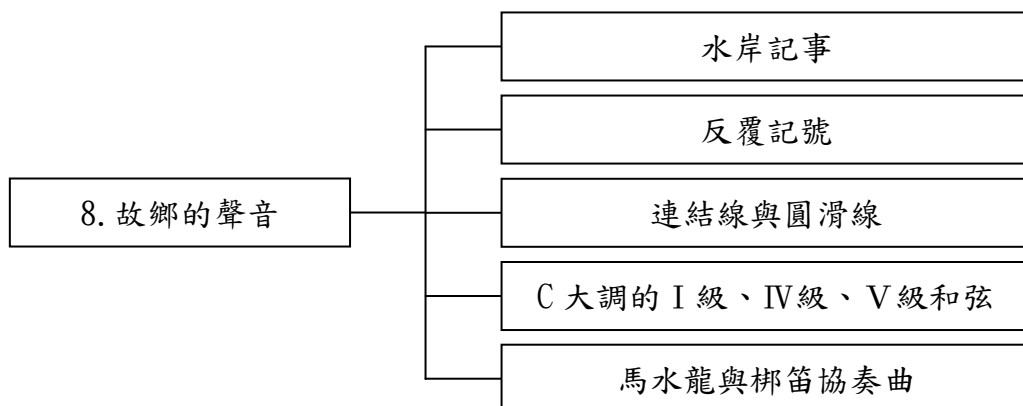 水岸記事
反覆記號
8.故鄉的聲音
連結線與圓滑線
C 大調的Ⅰ級、Ⅳ級、Ⅴ級和弦
馬水龍與梆笛協奏曲